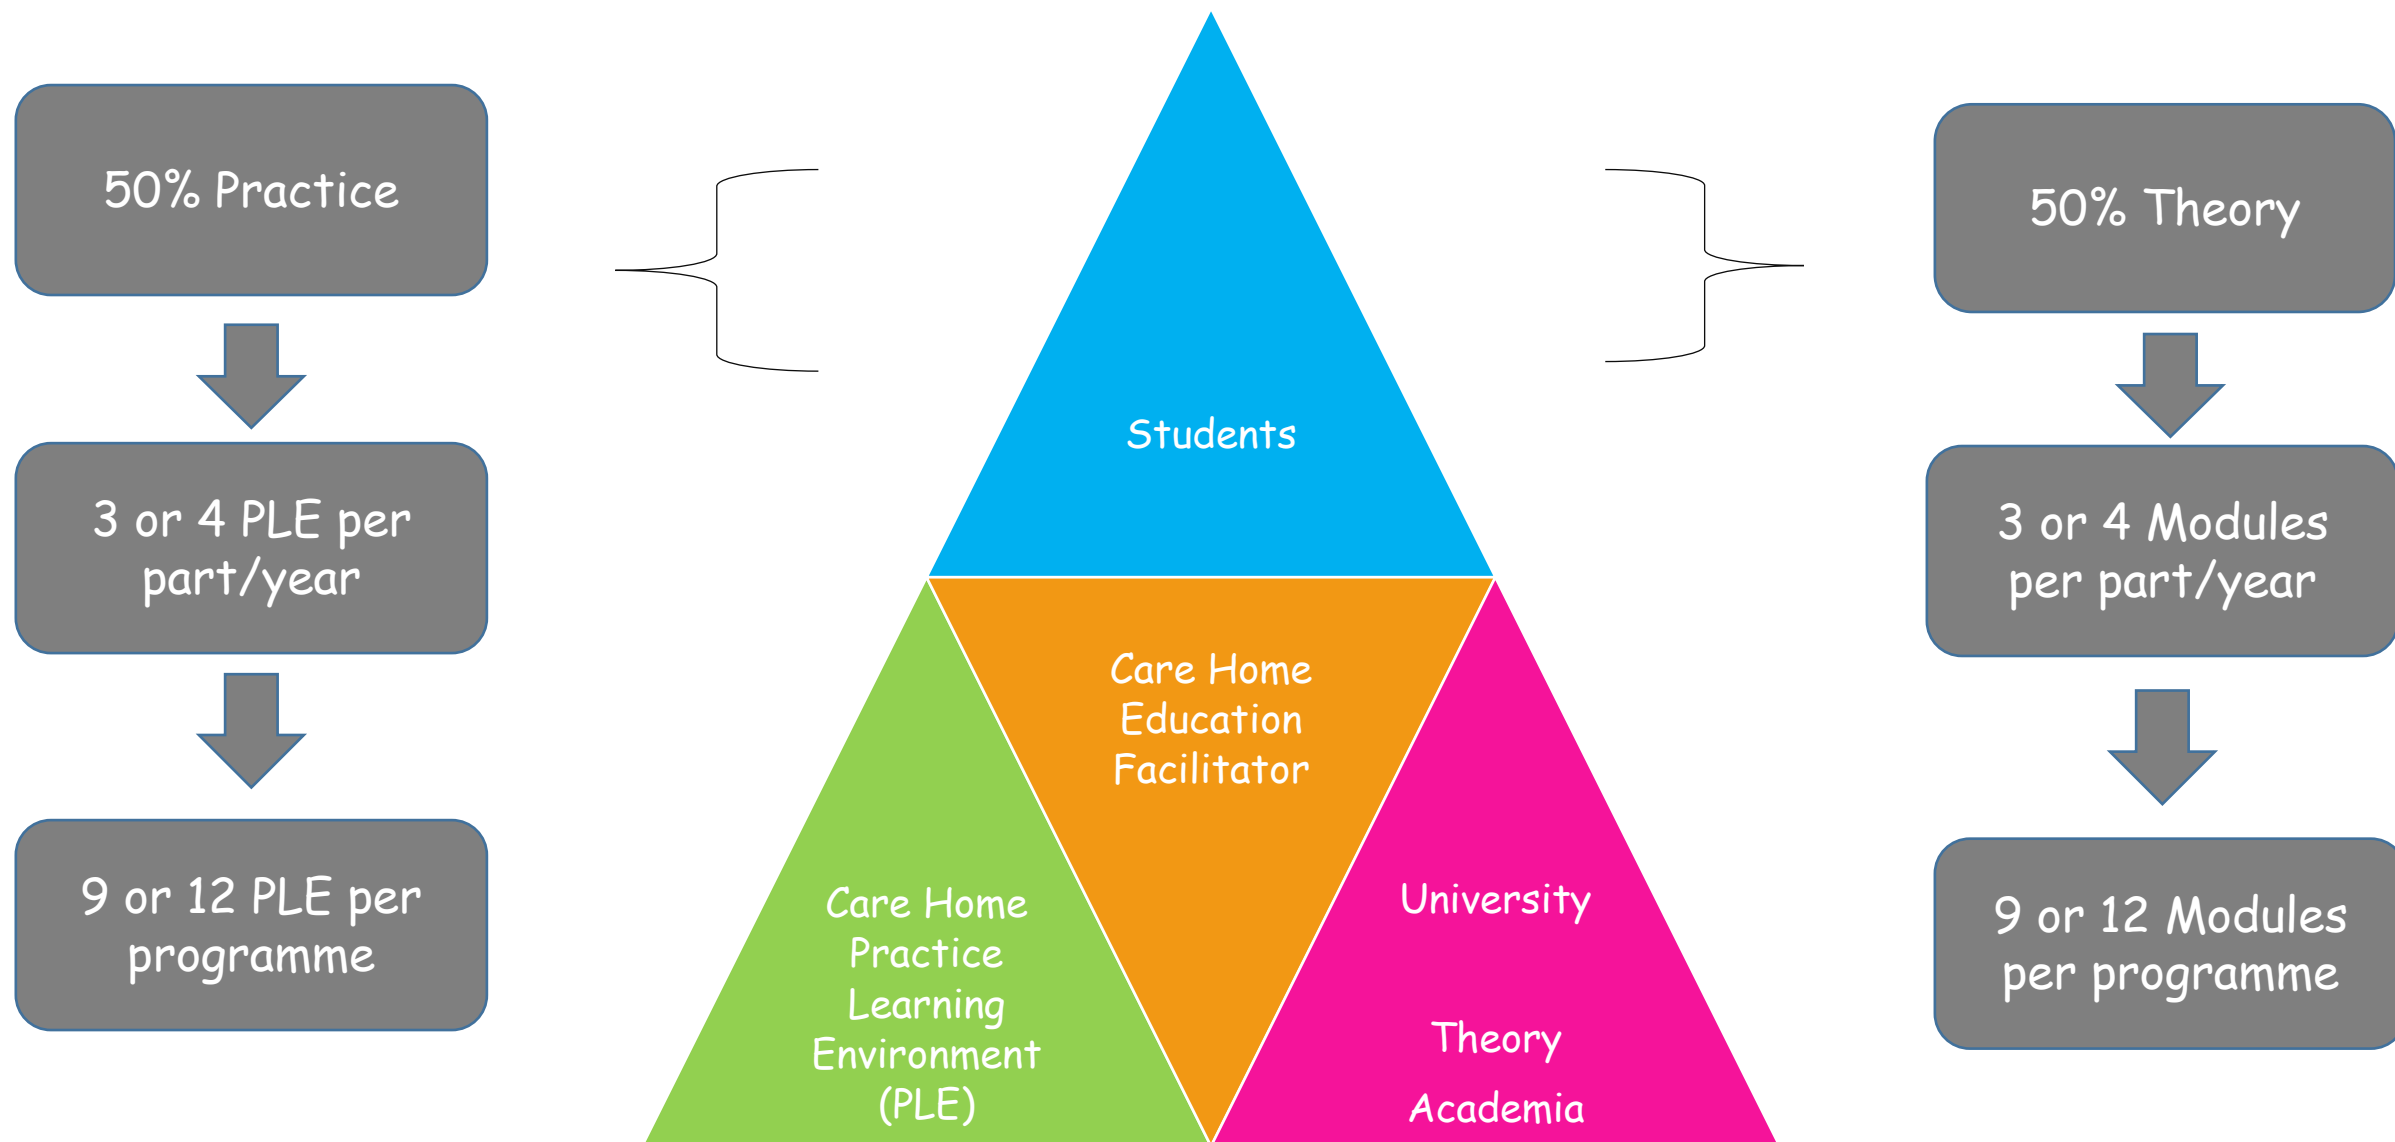 50% Practice
3 or 4 PLE per
part/year
9 or 12 PLE per
programme
Students
Care Home
Education
Facilitator
Care Home
Practice
Learning
Environment
(PLE)
University
Theory
Academia
50% Theory
3 or 4 Modules
per part/year
9 or 12 Modules
per programme